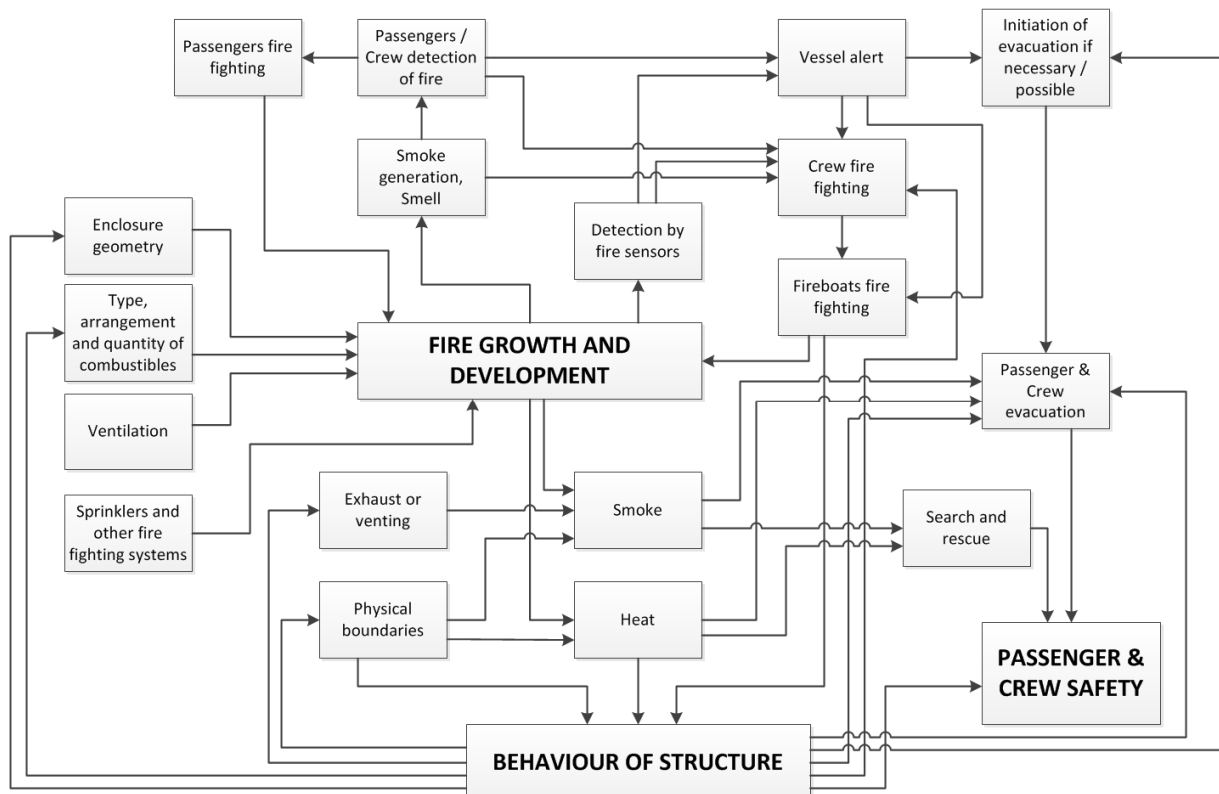 Passengers fire
fighting
Passengers /
Crew detection
of fire
Vessel alert
Initiation of
evacuation if
necessary /
possible
Smoke
generation,
Smell
Crew fire
fighting
Enclosure
geometry
Detection by
fire sensors
Fireboats fire
fighting
Type,
arrangement
and quantity of
combustibles
FIRE GROWTH AND
DEVELOPMENT
Passenger &
Crew
evacuation
Ventilation
Sprinklers and
other fire
fighting systems
Exhaust or
venting
Smoke
Search and
rescue
Physical
boundaries
Heat
PASSENGER &
CREW SAFETY
BEHAVIOUR OF STRUCTURE